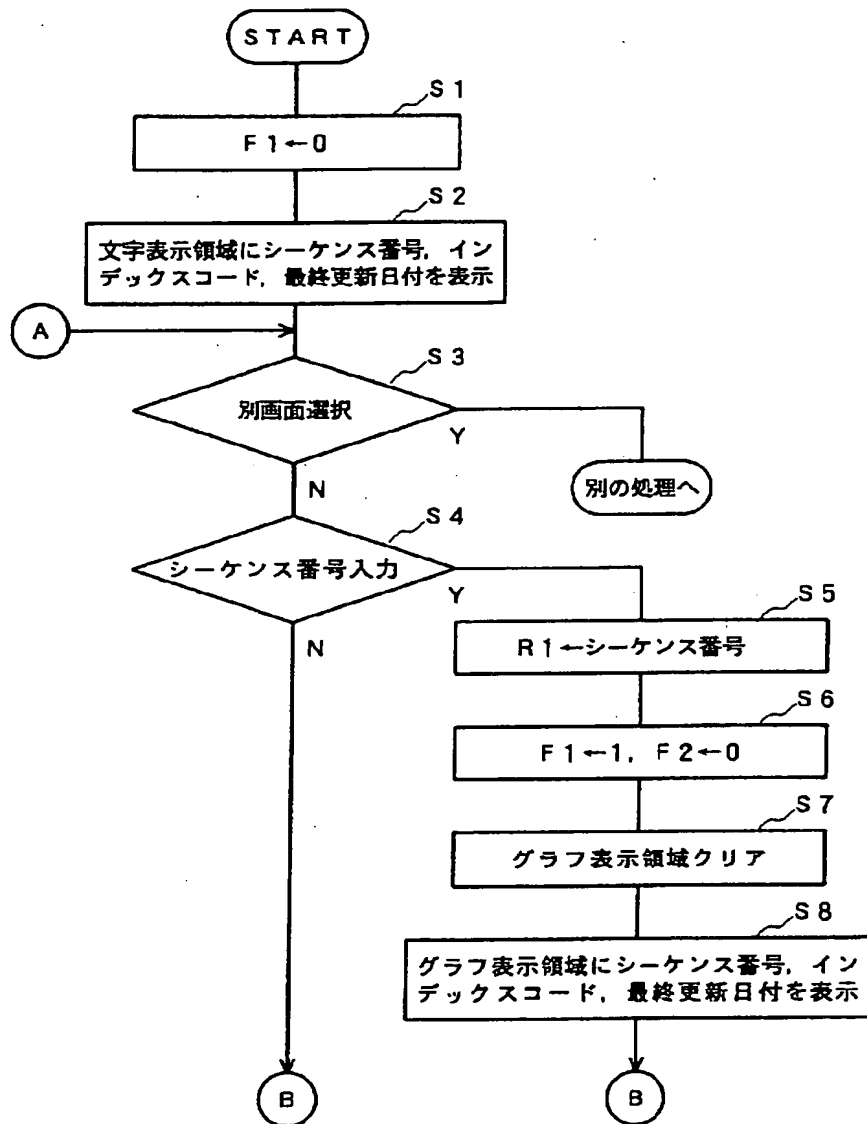 START
S1
F1←0
S2
文字表示領域にシーケンス番号，イン
デックスコード，最終更新日付を表示
A
S3
別画面選択
Y
別の処理へ
N
S4
シーケンス番号入力
Y
N
S5
R1←シーケンス番号
S6
F1←1，F2←0
S7
グラフ表示領域クリア
S8
グラフ表示領域にシーケンス番号，イン
デックスコード，最終更新日付を表示
B
B